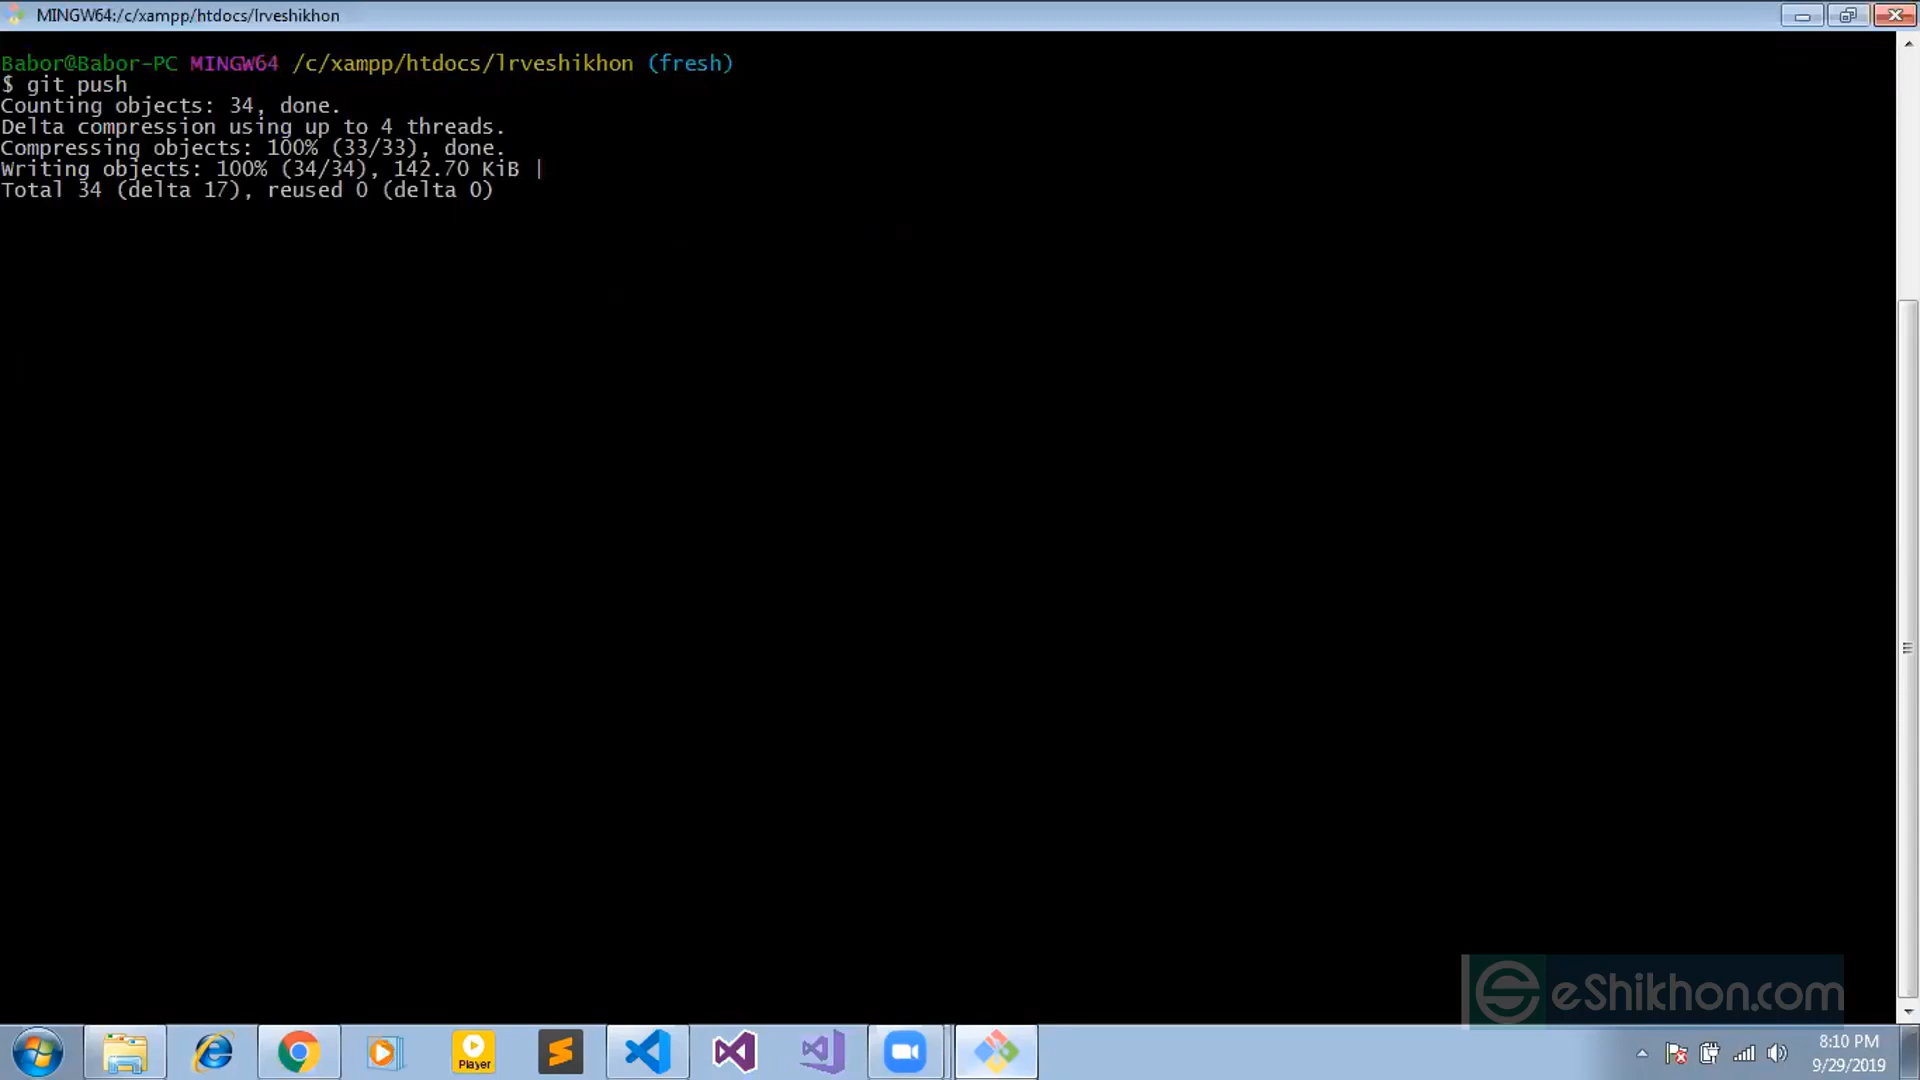 MINGW64:/c/xampp/htdocs/lrveshikhon
Babor@Babor-PC MINGW64 /c/xampp/htdocs/lrveshikhon (fresh)
$ git push
Counting objects: 34, done.
Delta compression using up to 4 threads.
Compressing objects: 100% (33/33), done.
Writing objects: 100% (34/34), 142.70 KiB |
Total 34 (delta 17), reused 0 (delta 0)
eShikhon.com
Player
8:10 PM
9/29/2019